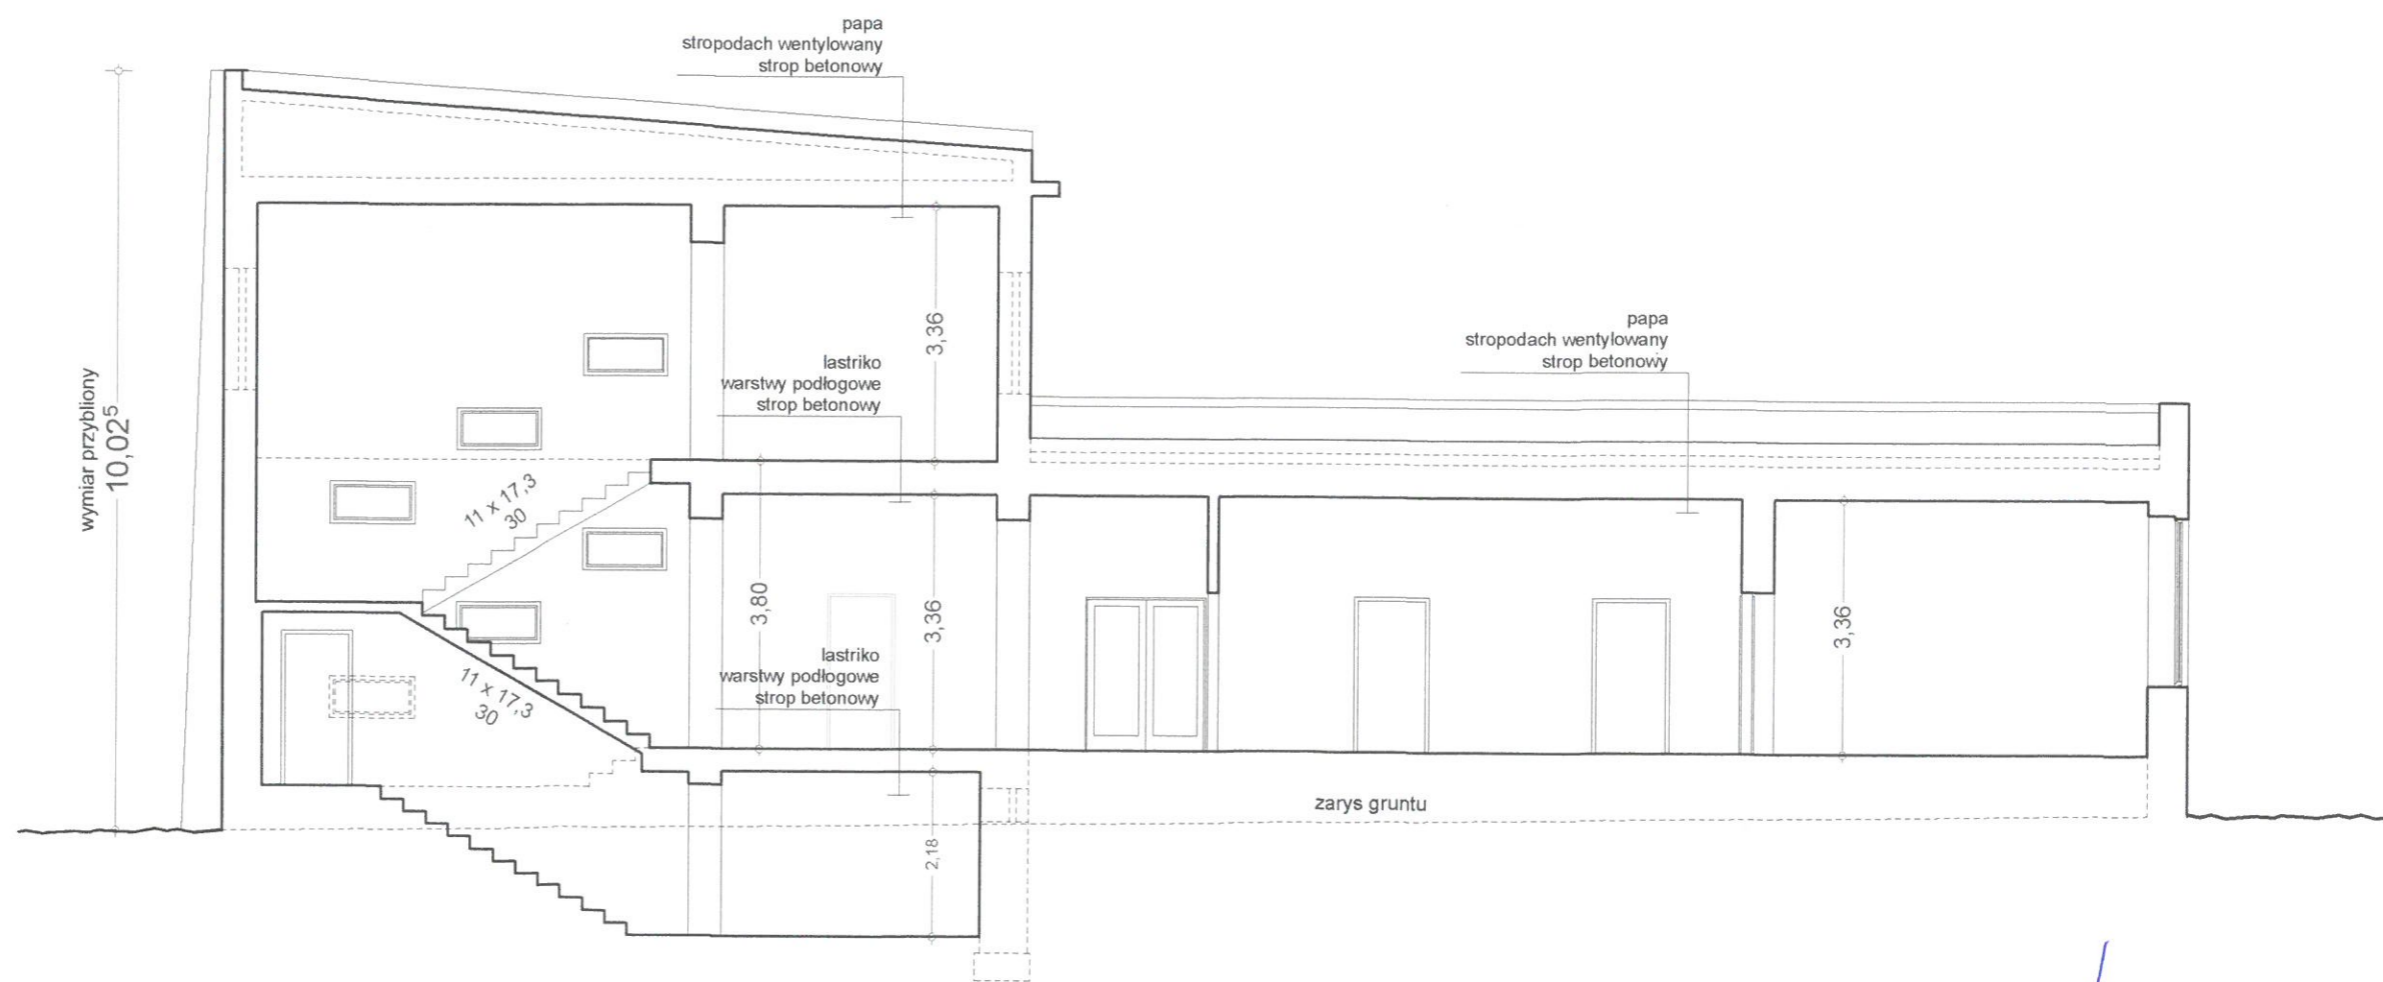 papa
stropodach wentylowany
strop betonowy
wymiar przybliony
10,02⁵
3,36
lastriko
warstwy podłogowe
strop betonowy
papa
stropodach wentylowany
strop betonowy
11 x 17,3
30
3,80
3,36
3,36
lastriko
warstwy podłogowe
strop betonowy
11 x 17,3
30
2,18
zarys gruntu